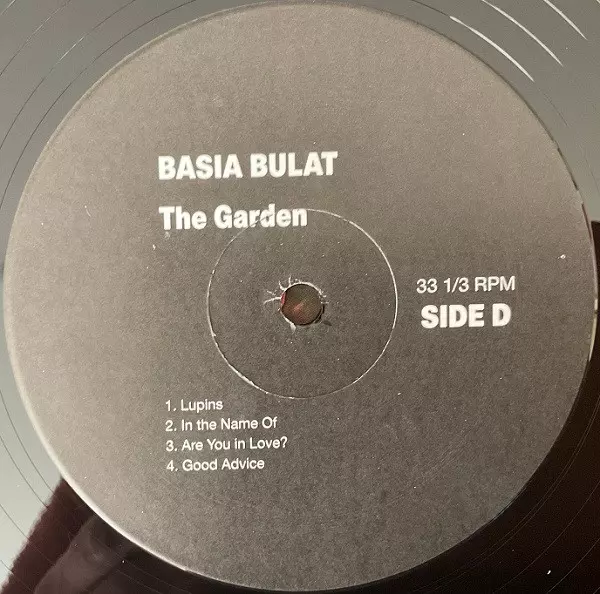 BASIA BULAT
The Garden
33 1/3 RPM
SIDE D
1. Lupins
2. In the Name Of
3. Are You in Love?
4. Good Advice